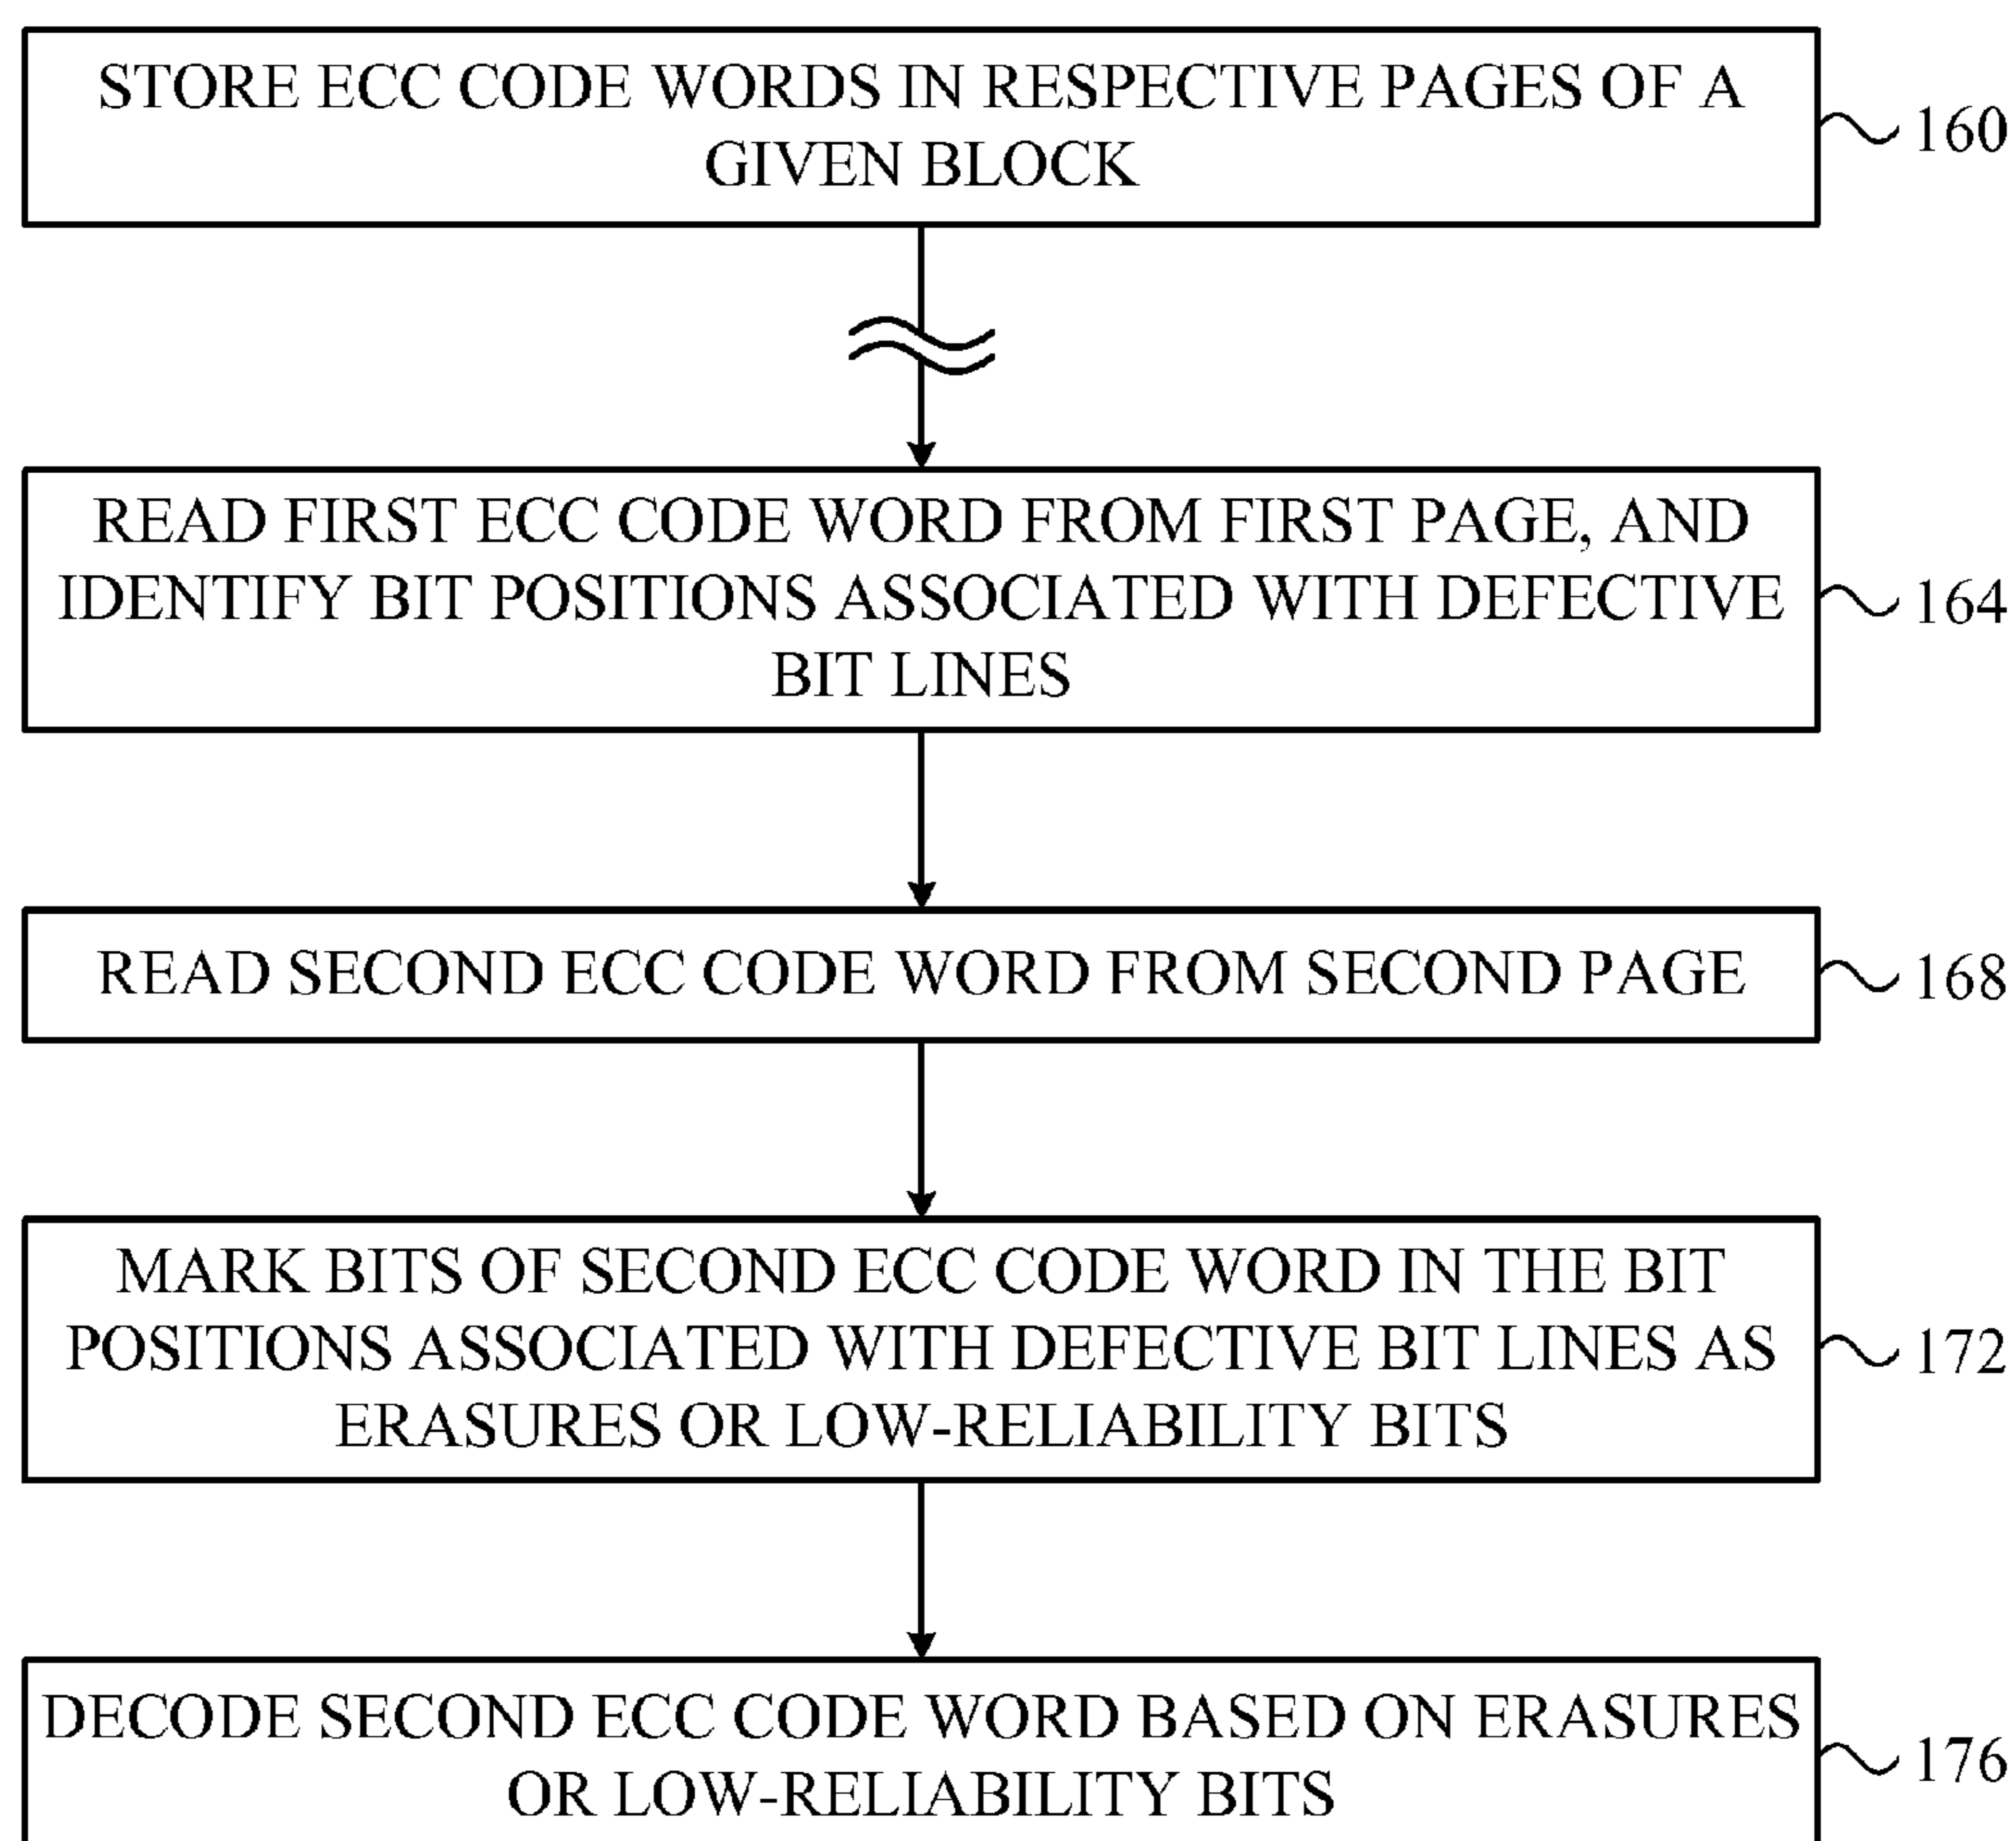 STORE ECC CODE WORDS IN RESPECTIVE PAGES OF A
GIVEN BLOCK
160
READ FIRST ECC CODE WORD FROM FIRST PAGE, AND
IDENTIFY BIT POSITIONS ASSOCIATED WITH DEFECTIVE
BIT LINES
164
READ SECOND ECC CODE WORD FROM SECOND PAGE
168
MARK BITS OF SECOND ECC CODE WORD IN THE BIT
POSITIONS ASSOCIATED WITH DEFECTIVE BIT LINES AS
ERASURES OR LOW-RELIABILITY BITS
172
DECODE SECOND ECC CODE WORD BASED ON ERASURES
OR LOW-RELIABILITY BITS
176